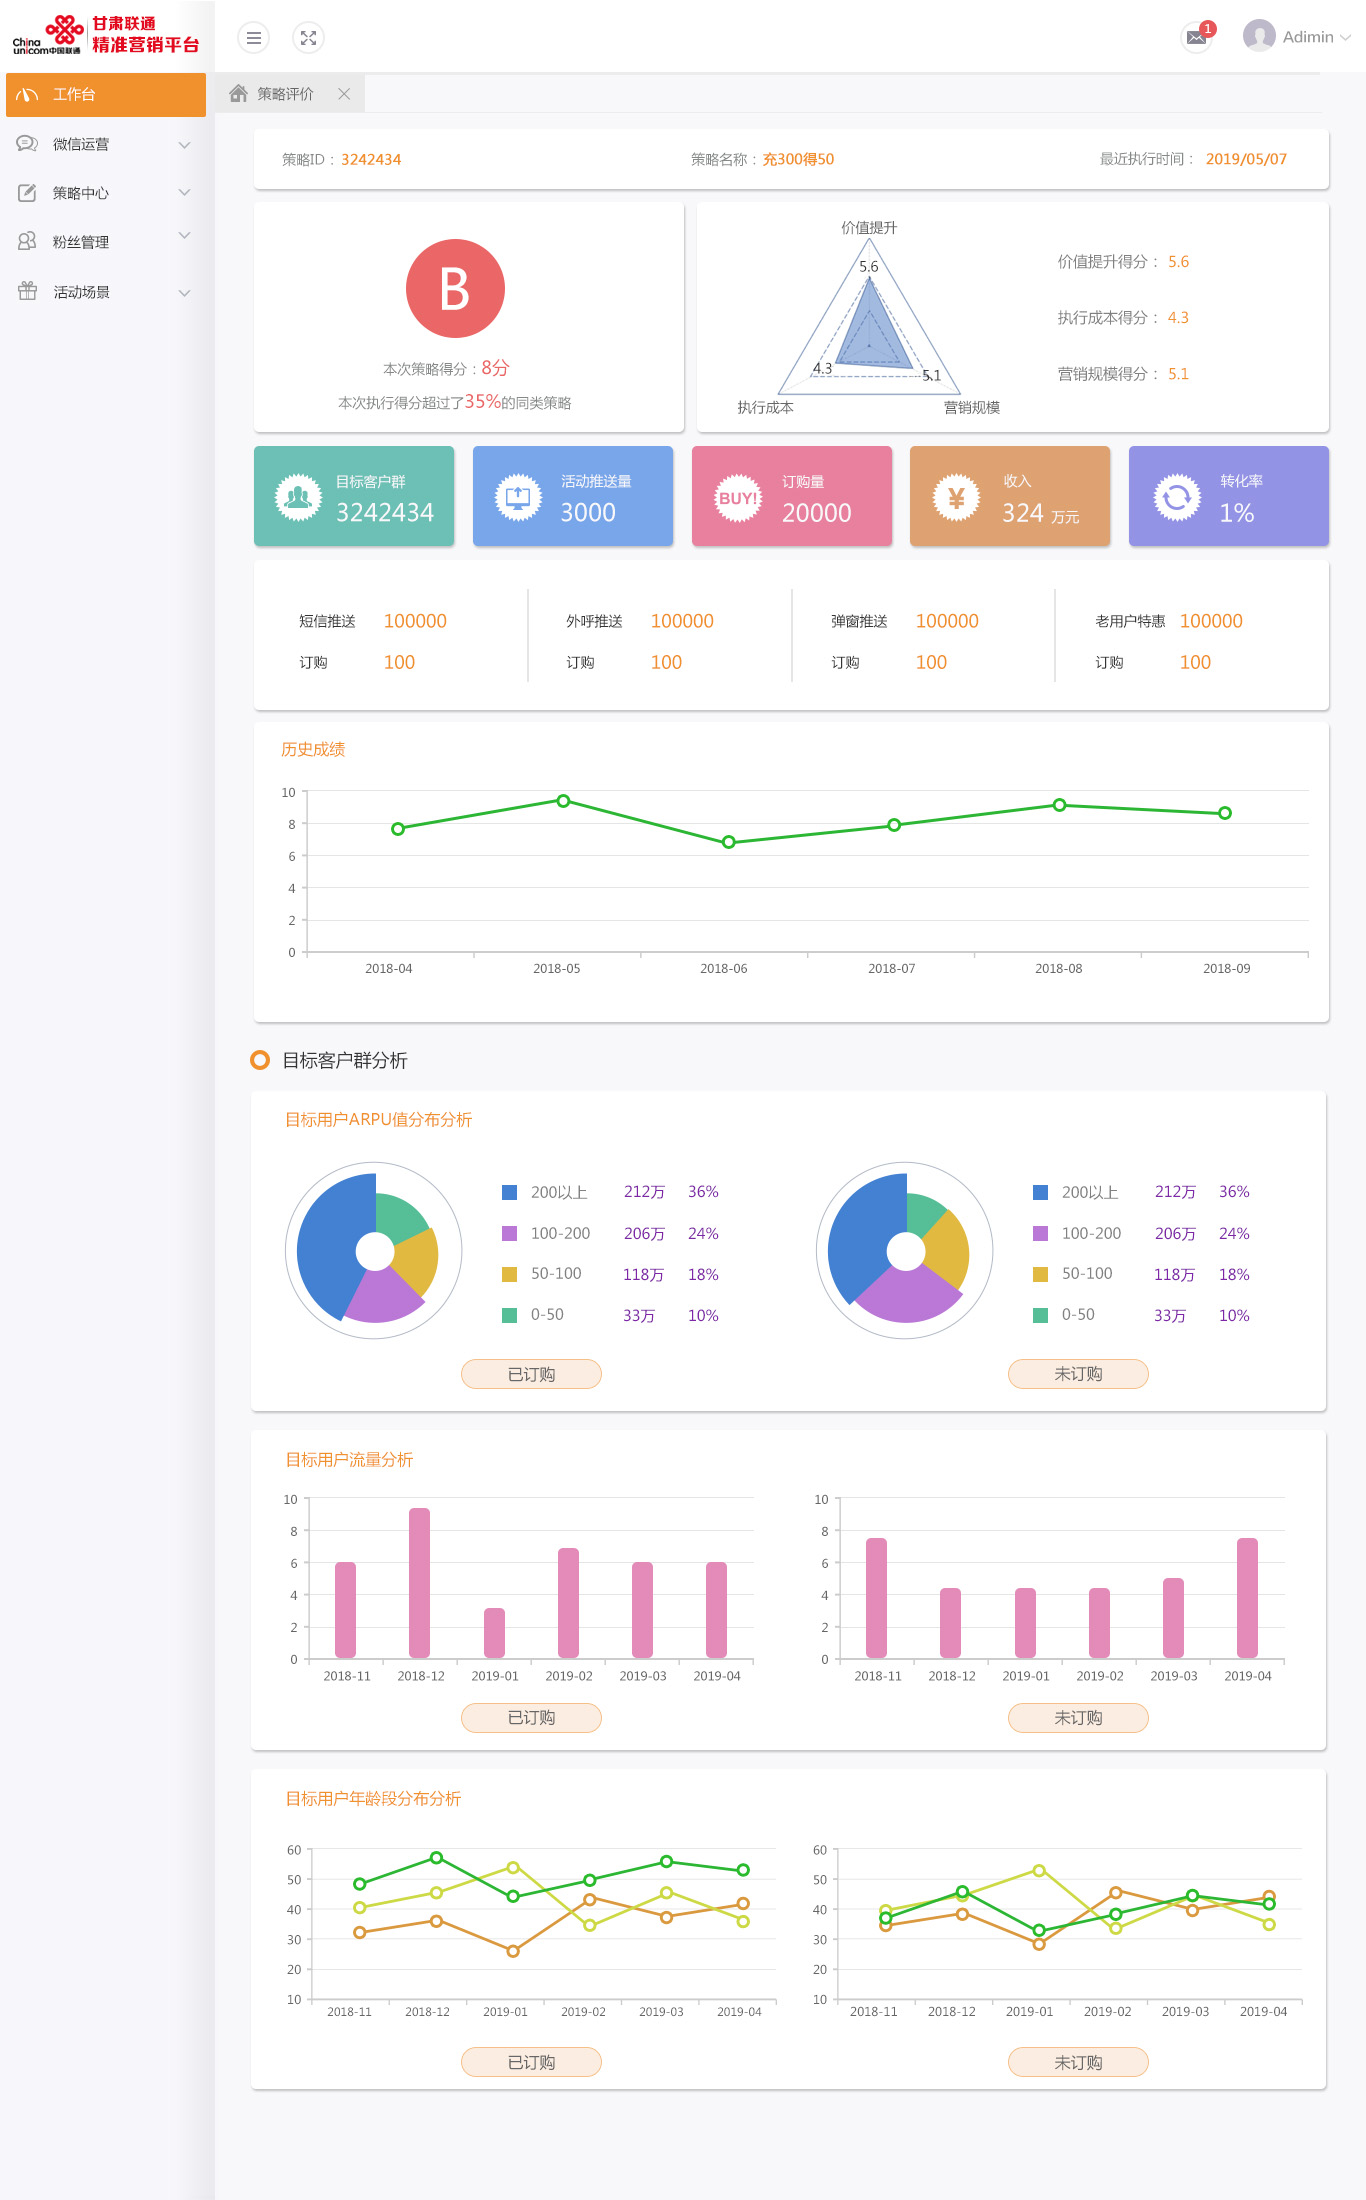 China unicom中国联通
甘肃联通
精准营销平台
1
Adimin
工作台
微信运营
策略中心
粉丝管理
活动场景
策略评价
策略ID： 3242434
策略名称：充300得50
最近执行时间： 2019/05/07
B
本次策略得分：8分
本次执行得分超过了35%的同类策略
价值提升
5.6
4.3
5.1
执行成本
营销规模
价值提升得分： 5.6
执行成本得分： 4.3
营销规模得分： 5.1
目标客户群
3242434
活动推送量
3000
BUY!
订购量
20000
¥
收入
324 万元
转化率
1%
短信推送 100000
订购 100
外呼推送 100000
订购 100
弹窗推送 100000
订购 100
老用户特惠 100000
订购 100
历史成绩
10
8
6
4
2
0
2018-04 2018-05 2018-06 2018-07 2018-08 2018-09
目标客户群分析
目标用户ARPU值分布分析
200以上 212万 36%
100-200 206万 24%
50-100 118万 18%
0-50 33万 10%
已订购
200以上 212万 36%
100-200 206万 24%
50-100 118万 18%
0-50 33万 10%
未订购
目标用户流量分析
10
8
6
4
2
0
2018-11 2018-12 2019-01 2019-02 2019-03 2019-04
已订购
10
8
6
4
2
0
2018-11 2018-12 2019-01 2019-02 2019-03 2019-04
未订购
目标用户年龄段分布分析
60
50
40
30
20
10
2018-11 2018-12 2019-01 2019-02 2019-03 2019-04
已订购
60
50
40
30
20
10
2018-11 2018-12 2019-01 2019-02 2019-03 2019-04
未订购